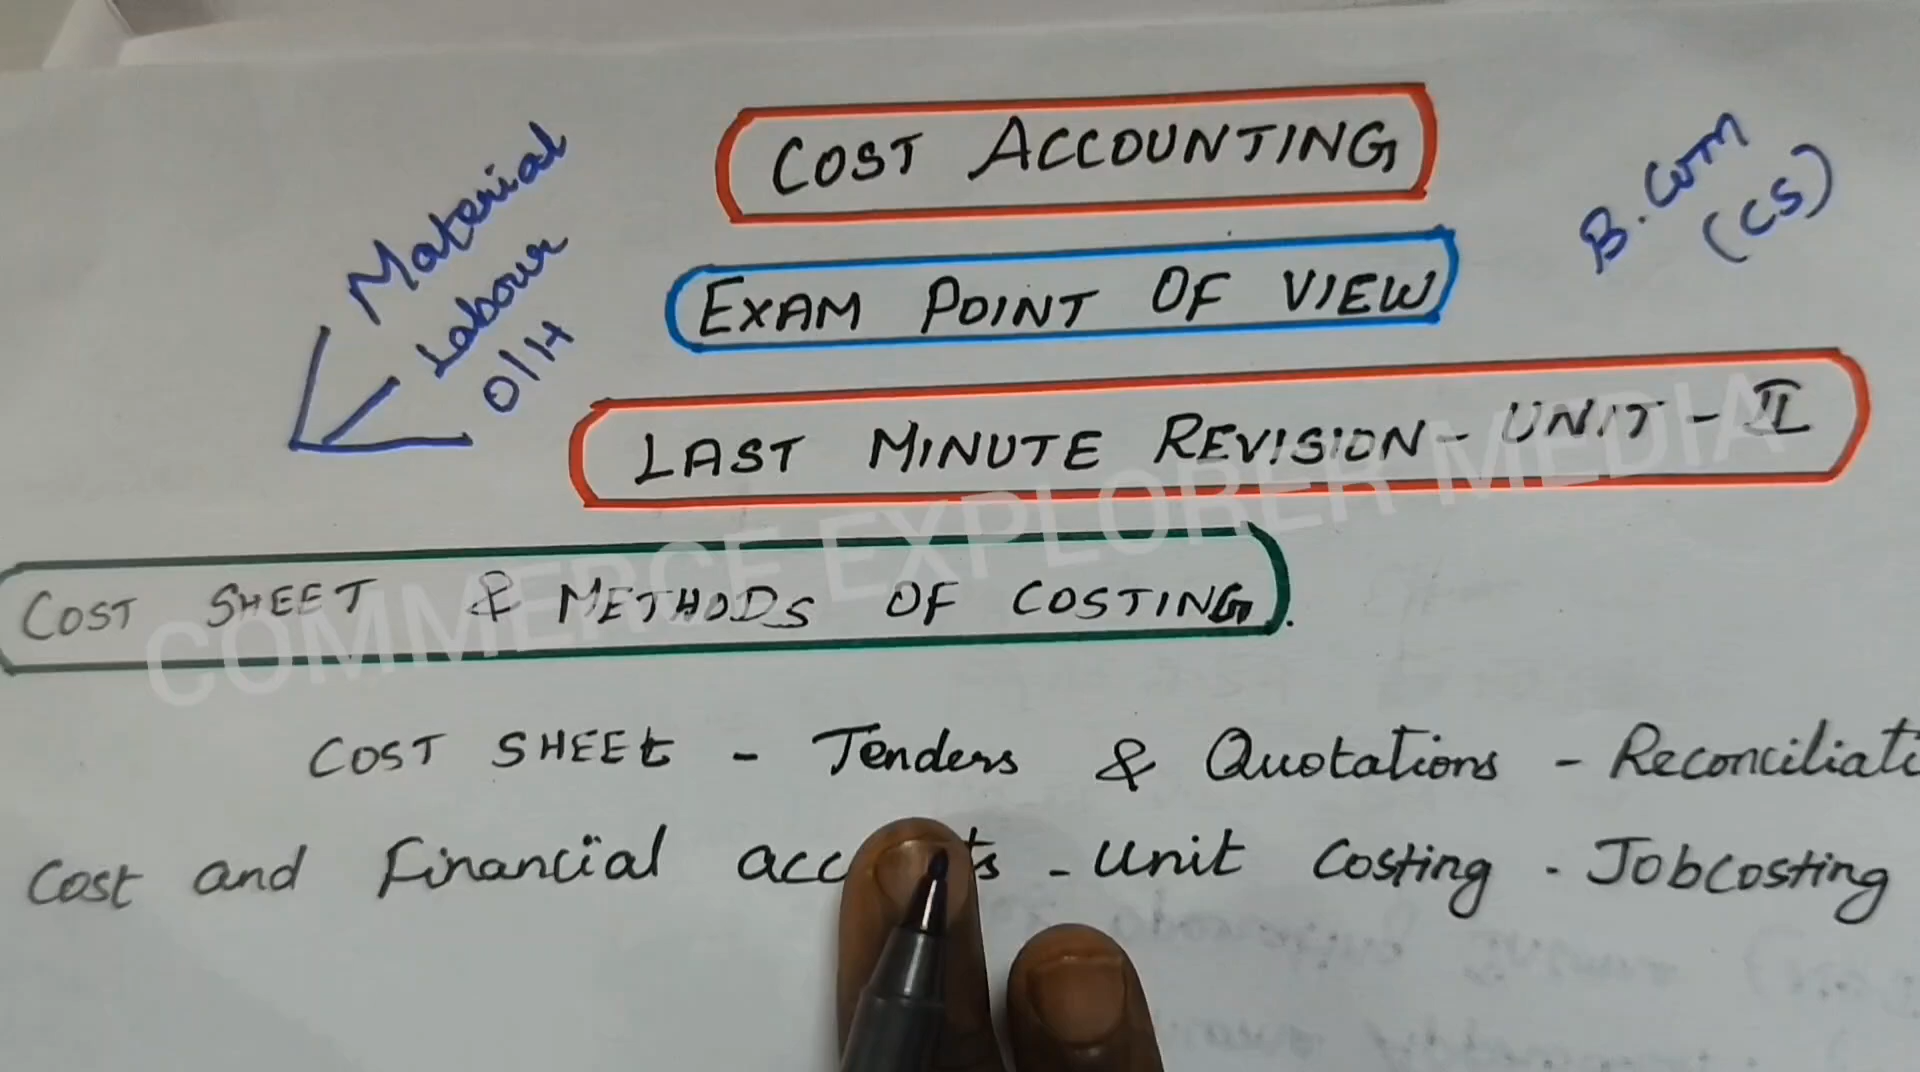 COST ACCOUNTING
Material
Labour
O/H
B.Com
(CS)
EXAM POINT OF VIEW
LAST MINUTE REVISION - UNIT - II
COMMERCE EXPLORER MEDIA
COST SHEET & METHODS OF COSTING.
COST SHEEt - Tenders & Quotations - Reconciliati
Cost and Financial - Unit Costing - Jobcosting